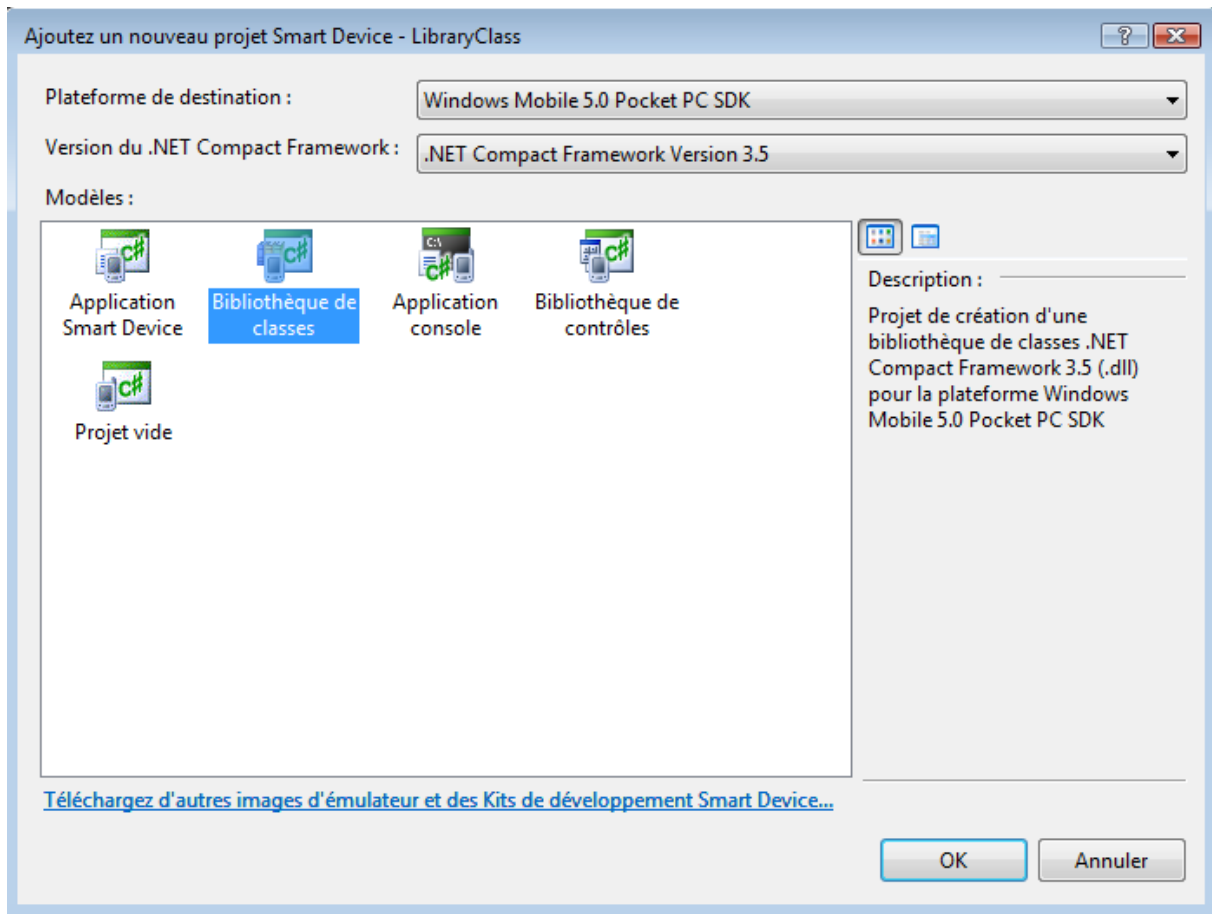 Ajoutez un nouveau projet Smart Device - LibraryClass
Plateforme de destination :
Windows Mobile 5.0 Pocket PC SDK
Version du .NET Compact Framework :
.NET Compact Framework Version 3.5
Modèles :
Application
Smart Device
Bibliothèque de
classes
Application
console
Bibliothèque de
contrôles
Projet vide
Description :
Projet de création d'une
bibliothèque de classes .NET
Compact Framework 3.5 (.dll)
pour la plateforme Windows
Mobile 5.0 Pocket PC SDK
Téléchargez d'autres images d'émulateur et des Kits de développement Smart Device...
OK
Annuler